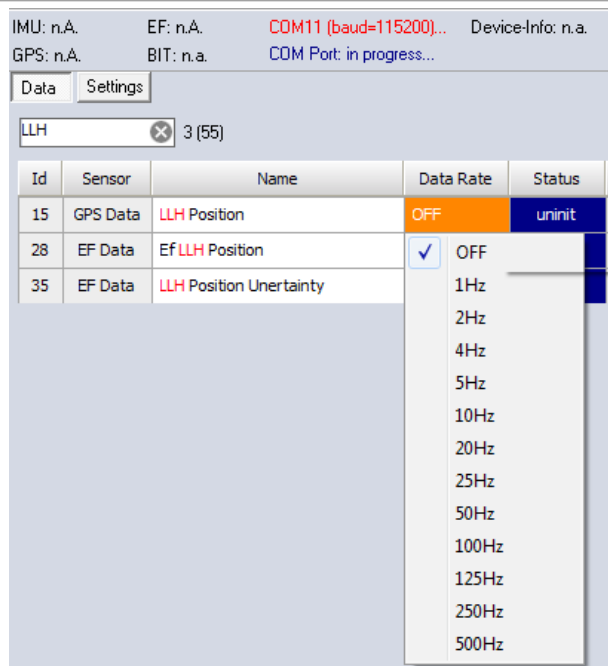 IMU: n.A. EF: n.A. COM11 (baud=115200)... Device-Info: n.a.
GPS: n.A. BIT: n.a. COM Port: in progress...
Data Settings
LLH 3 (55)
Id Sensor Name Data Rate Status
15 GPS Data LLH Position OFF uninit
28 EF Data Ef LLH Position
35 EF Data LLH Position Unertainty
OFF
1Hz
2Hz
4Hz
5Hz
10Hz
20Hz
25Hz
50Hz
100Hz
125Hz
250Hz
500Hz